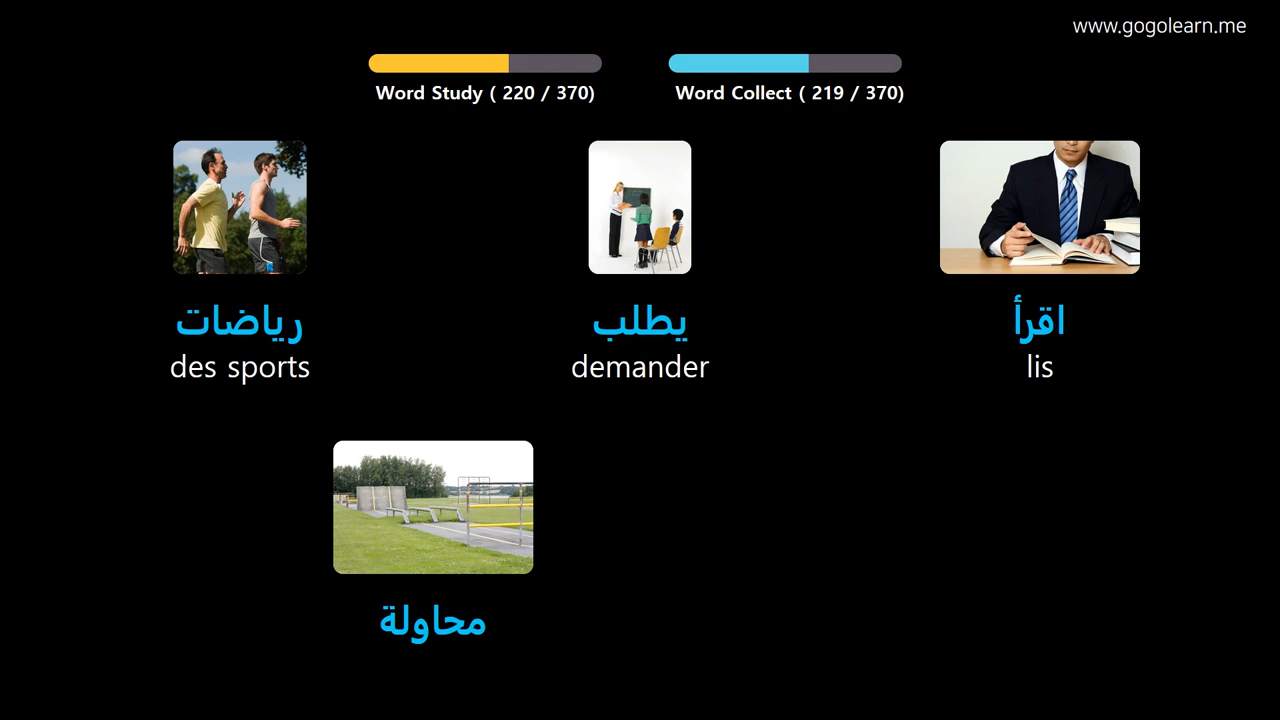 www.gogolearn.me
Word Study ( 220 / 370)
Word Collect ( 219 / 370)
رياضات
des sports
يطلب
demander
اقرأ
lis
محاولة